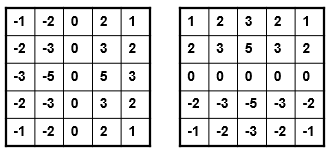 -1 -2 0 2 1 1 2 3 2 1
-2 -3 0 3 2 2 3 5 3 2
-3 -5 0 5 3 0 0 0 0 0
-2 -3 0 3 2 -2 -3 -5 -3 -2
-1 -2 0 2 1 -1 -2 -3 -2 -1